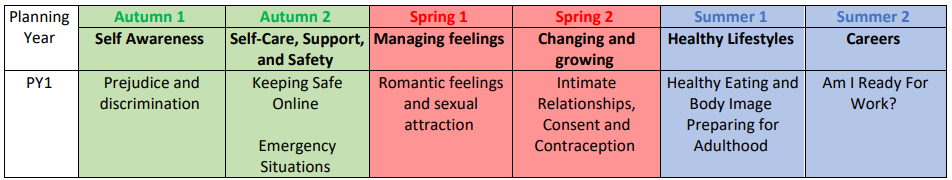 Planning Year
Autumn 1
Autumn 2
Spring 1
Spring 2
Summer 1
Summer 2
Self Awareness
Self-Care, Support,
and Safety
Managing feelings
Changing and
growing
Healthy Lifestyles
Careers
PY1
Prejudice and
discrimination
Keeping Safe
Online
Emergency
Situations
Romantic feelings
and sexual
attraction
Intimate
Relationships,
Consent and
Contraception
Healthy Eating and
Body Image
Preparing for
Adulthood
Am I Ready For
Work?